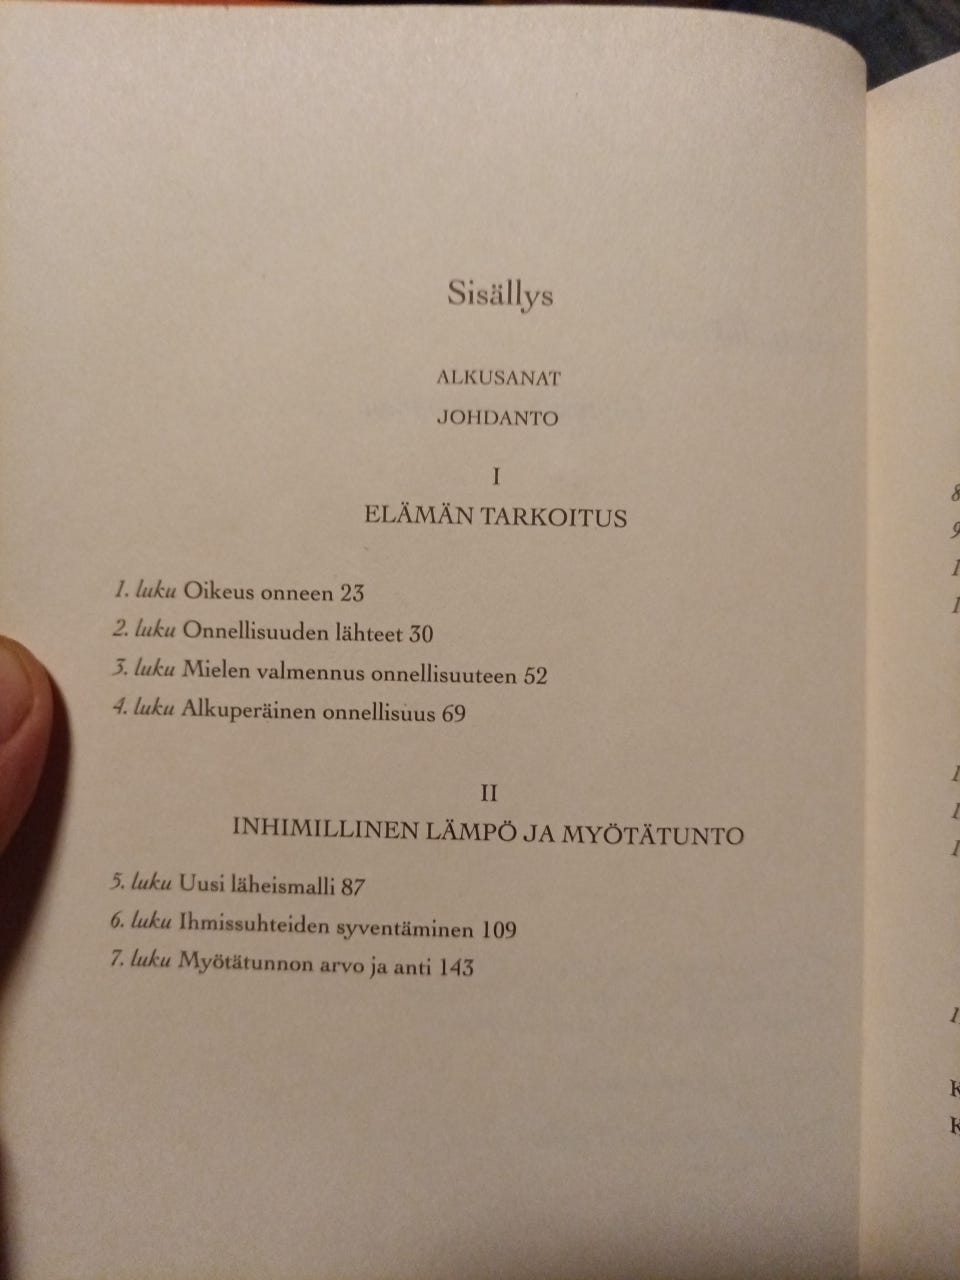 Sisällys
ALKUSANAT
JOHDANTO
I
ELÄMÄN TARKOITUS
1. luku Oikeus onneen 23
2. luku Onnellisuuden lähteet 30
3. luku Mielen valmennus onnellisuuteen 52
4. luku Alkuperäinen onnellisuus 69
II
INHIMILLINEN LÄMPÖ JA MYÖTÄTUNTO
5. luku Uusi läheismalli 87
6. luku Ihmissuhteiden syventäminen 109
7. luku Myötätunnon arvo ja anti 143